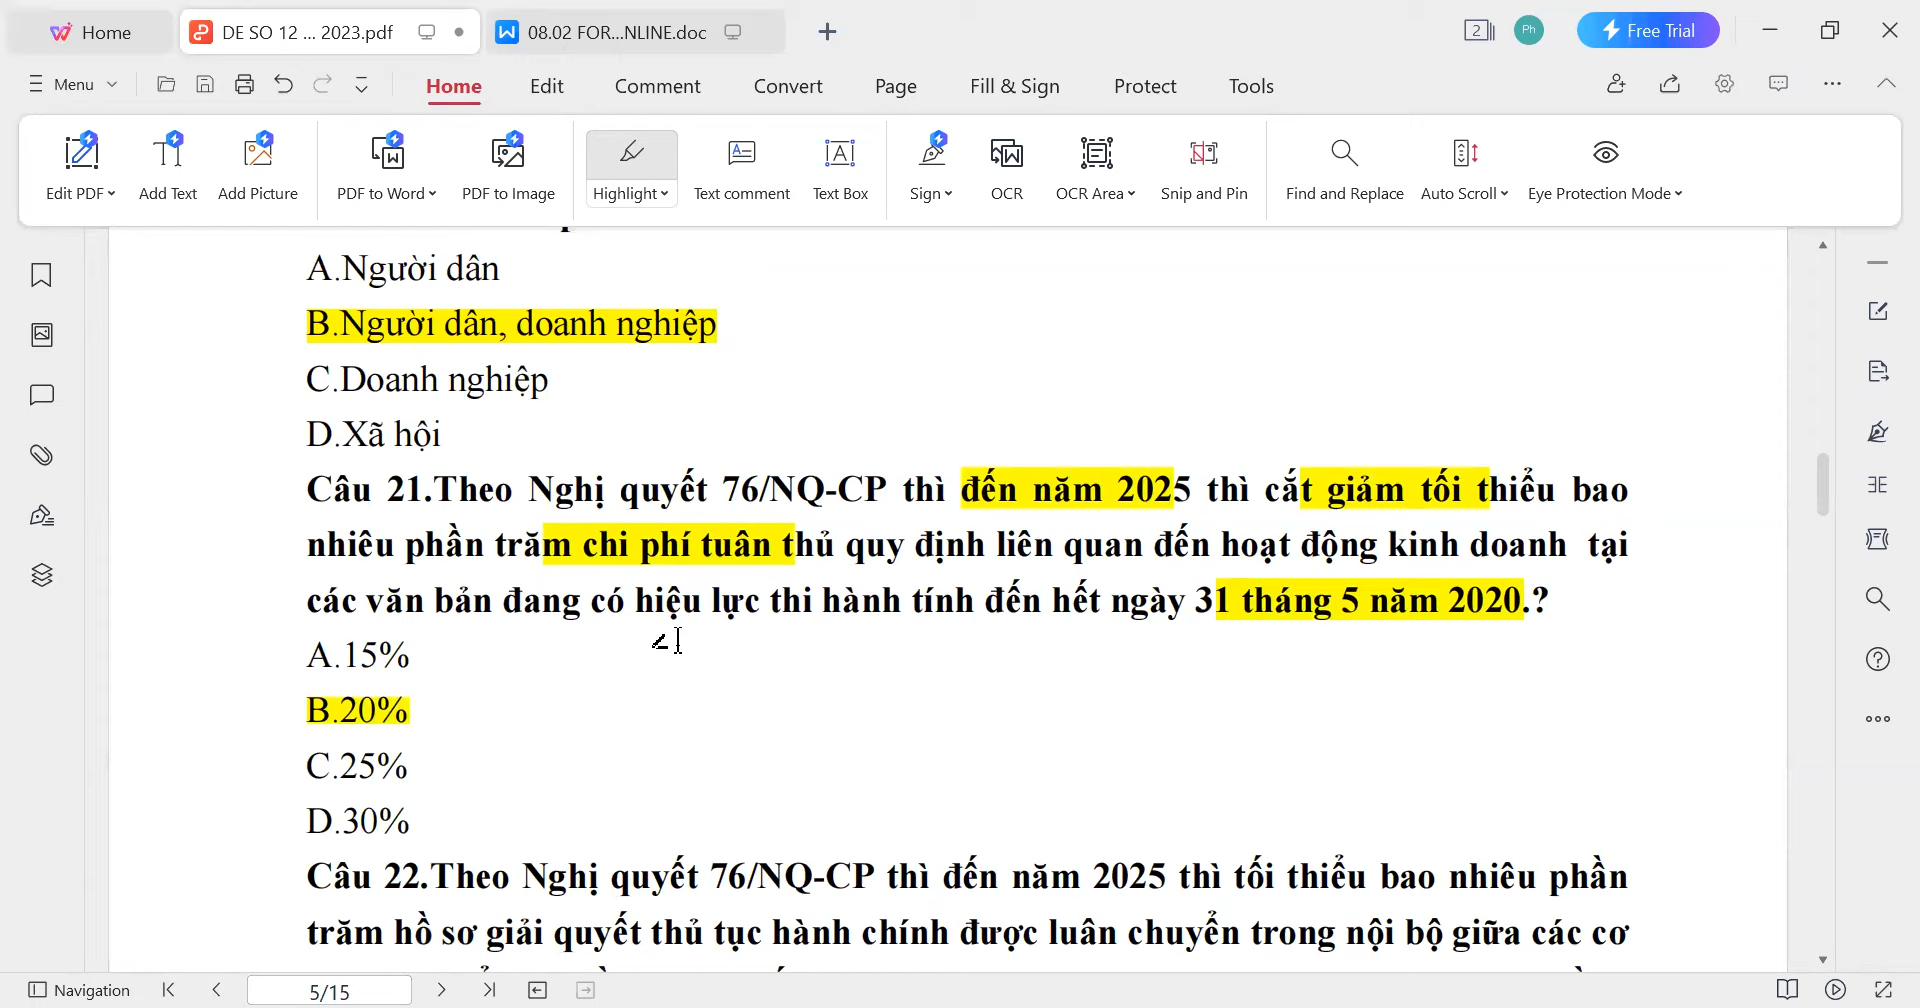 Home
DE SO 12 ... 2023.pdf
08.02 FOR...NLINE.doc
2
Ph
Free Trial
Menu
Home
Edit
Comment
Convert
Page
Fill & Sign
Protect
Tools
Edit PDF
Add Text
Add Picture
PDF to Word
PDF to Image
Highlight
Text comment
Text Box
Sign
OCR
OCR Area
Snip and Pin
Find and Replace
Auto Scroll
Eye Protection Mode
A.Người dân
B.Người dân, doanh nghiệp
C.Doanh nghiệp
D.Xã hội
Câu 21.Theo Nghị quyết 76/NQ-CP thì đến năm 2025 thì cắt giảm tối thiểu bao
nhiêu phần trăm chi phí tuân thủ quy định liên quan đến hoạt động kinh doanh tại
các văn bản đang có hiệu lực thi hành tính đến hết ngày 31 tháng 5 năm 2020.?
A.15%
B.20%
C.25%
D.30%
Câu 22.Theo Nghị quyết 76/NQ-CP thì đến năm 2025 thì tối thiểu bao nhiêu phần
trăm hồ sơ giải quyết thủ tục hành chính được luân chuyển trong nội bộ giữa các cơ
Navigation
5/15